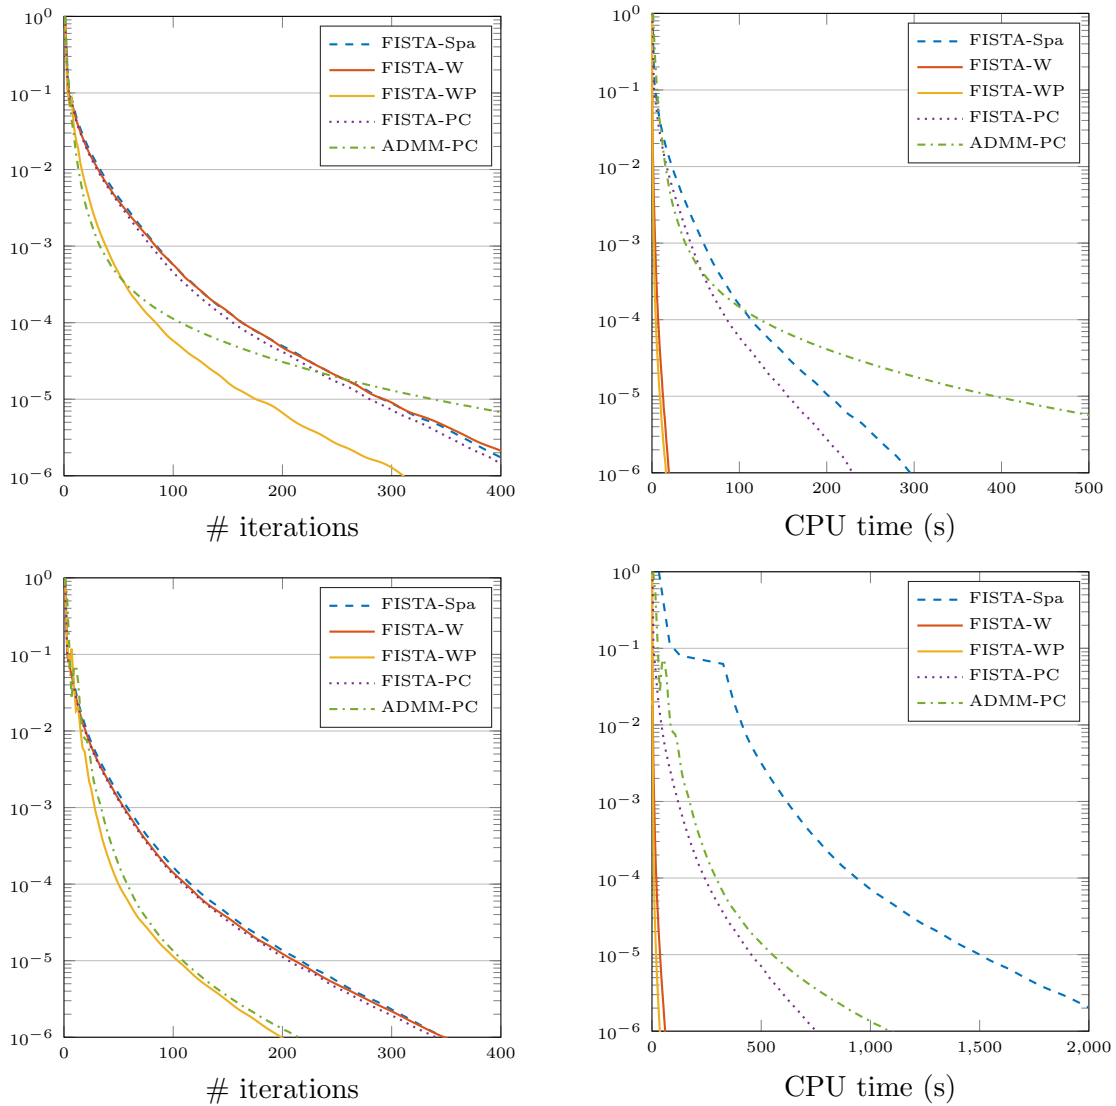 10^0
10^−1
10^−2
10^−3
10^−4
10^−5
10^−6
0 100 200 300 400
# iterations
FISTA-Spa
FISTA-W
FISTA-WP
FISTA-PC
ADMM-PC
10^0
10^−1
10^−2
10^−3
10^−4
10^−5
10^−6
0 100 200 300 400 500
CPU time (s)
FISTA-Spa
FISTA-W
FISTA-WP
FISTA-PC
ADMM-PC
10^0
10^−1
10^−2
10^−3
10^−4
10^−5
10^−6
0 100 200 300 400
# iterations
FISTA-Spa
FISTA-W
FISTA-WP
FISTA-PC
ADMM-PC
10^0
10^−1
10^−2
10^−3
10^−4
10^−5
10^−6
0 500 1,000 1,500 2,000
CPU time (s)
FISTA-Spa
FISTA-W
FISTA-WP
FISTA-PC
ADMM-PC